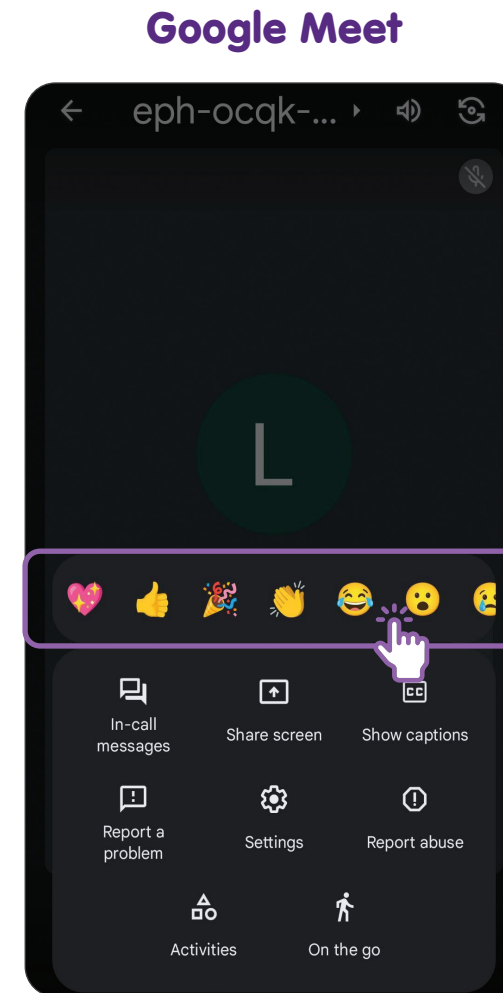 Google Meet
eph-ocqk-...
L
In-call
messages
Share screen
Show captions
Report a
problem
Settings
Report abuse
Activities
On the go